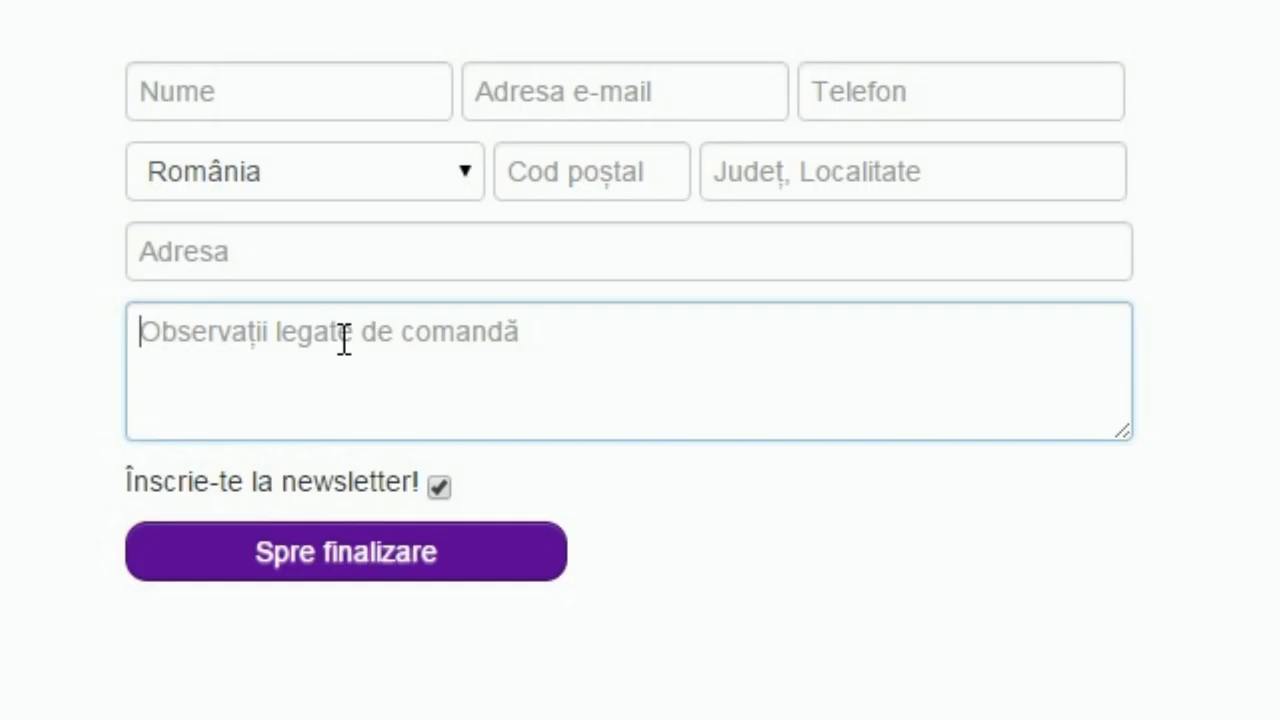 Nume Adresa e-mail Telefon
România Cod poștal Județ, Localitate
Adresa
Observații legate de comandă
Înscrie-te la newsletter!
Spre finalizare